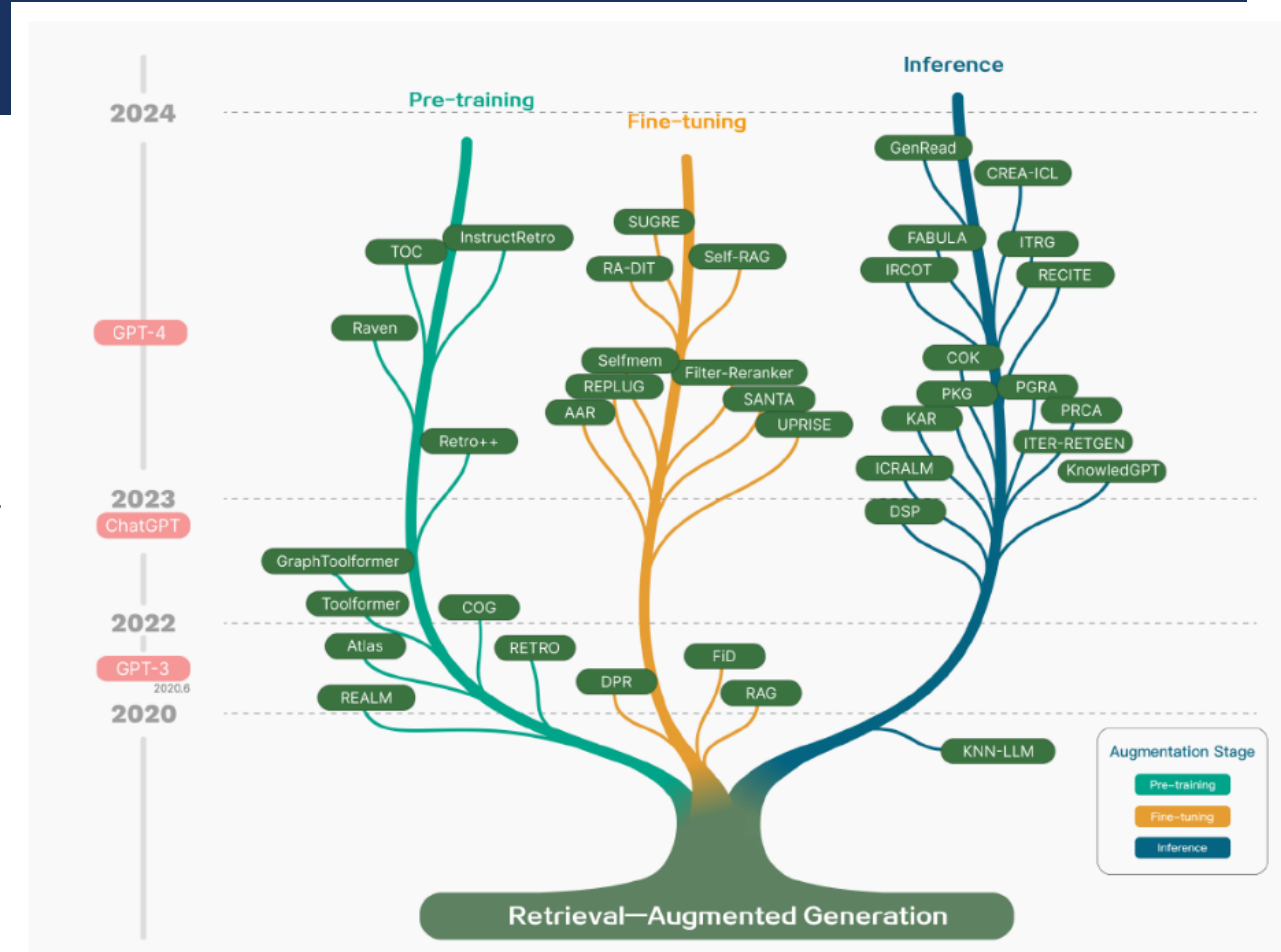 Inference
Pre-training
2024
Fine-tuning
GenRead
CREA-ICL
SUGRE
InstructRetro
TOC
FABULA
ITRG
Self-RAG
RA-DIT
IRCOT
RECITE
Raven
GPT-4
COK
Selfmem
Filter-Reranker
REPLUG
PGRA
PKG
SANTA
AAR
PRCA
KAR
UPRISE
Retro++
ITER-RETGEN
ICRALM
KnowledGPT
2023
DSP
ChatGPT
GraphToolformer
Toolformer
COG
2022
Atlas
RETRO
FiD
GPT-3
2020.6
DPR
RAG
REALM
2020
KNN-LLM
Augmentation Stage
Pre-training
Fine-tuning
Inference
Retrieval—Augmented Generation